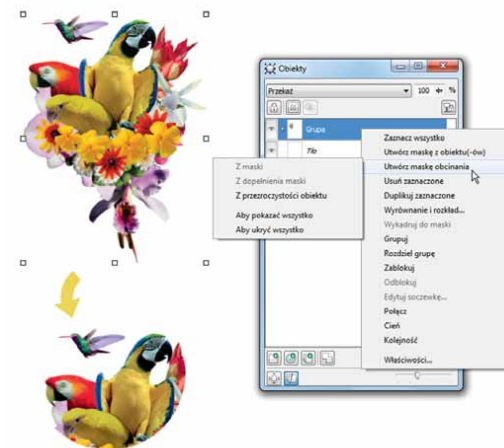 Obiekty
Przekaż
100
%
Grupa
Tło
Zaznacz wszystko
Utwórz maskę z obiektu(-ów)
Utwórz maskę obcinania
Usuń zaznaczone
Duplikuj zaznaczone
Wyrównanie i rozkład...
Wykadruj do maski
Grupuj
Rozdziel grupę
Zablokuj
Odblokuj
Edytuj soczewkę...
Połącz
Cień
Kolejność
Właściwości...
Z maski
Z dopełnienia maski
Z przezroczystości obiektu
Aby pokazać wszystko
Aby ukryć wszystko